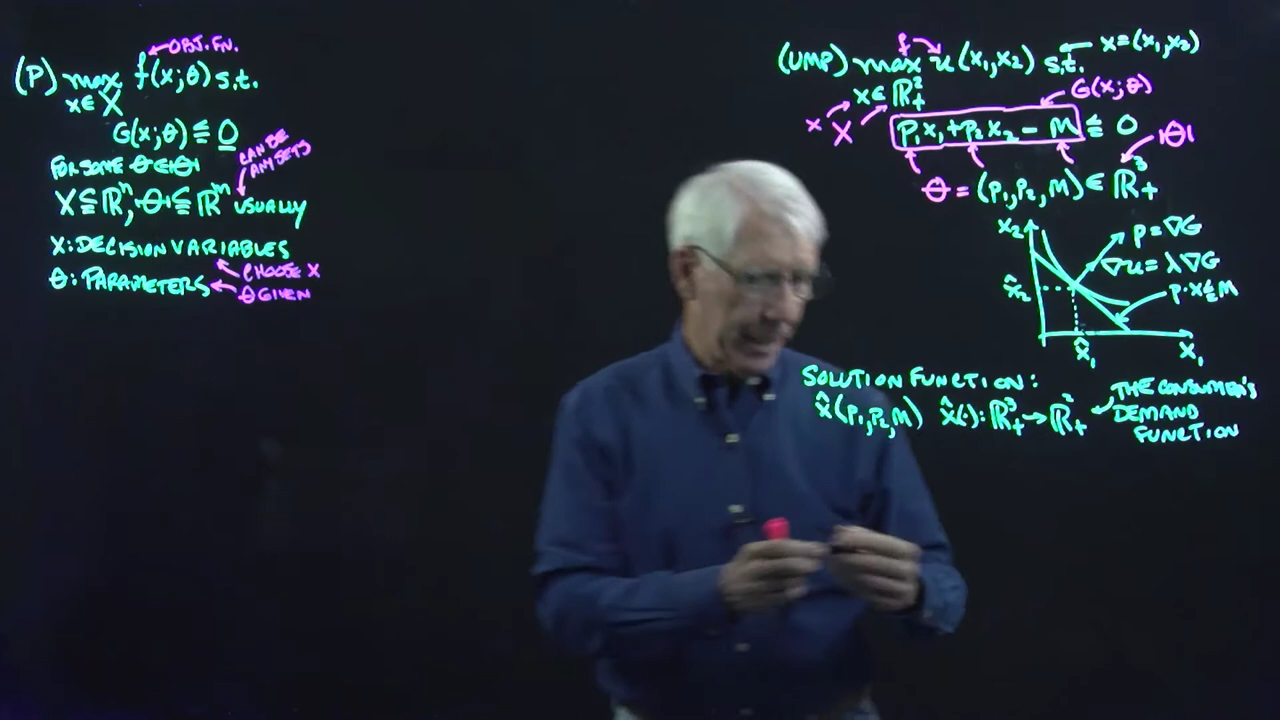 OBJ. FN.
(P) max f(x;θ) s.t.
x∈X
G(x;θ) ≦ 0
FOR SOME θ∈Θ
CAN BE
ANY SETS
X ⊆ ℝⁿ, Θ ⊆ ℝᵐ USUALLY
X: DECISION VARIABLES
CHOOSE X
θ: PARAMETERS
θ GIVEN
f
x=(x₁,x₂)
(UMP) max u(x₁,x₂) s.t.
x∈ℝ²₊
G(x;θ)
x X
p₁x₁+p₂x₂−M ≦ 0
Θ
θ = (p₁,p₂,M)∈ℝ³₊
x₂
p=∇G
∇u=λ∇G
x̂₂
p·x≦M
x̂₁
x₁
SOLUTION FUNCTION:
x̂(p₁,p₂,M) x̂(·): ℝ³₊→ℝ²₊
THE CONSUMER'S
DEMAND
FUNCTION